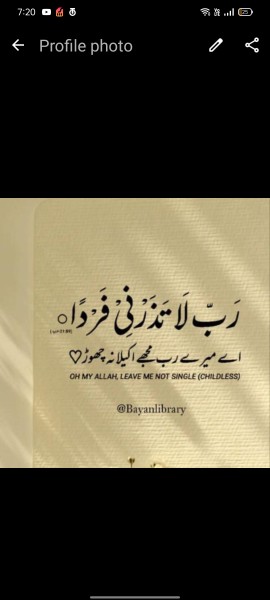 7:20
Profile photo
رَبِّ لَا تَذَرْنِیْ فَرْدًا
اے میرے رب مجھے اکیلا نہ چھوڑ♡
OH MY ALLAH, LEAVE ME NOT SINGLE (CHILDLESS)
@Bayanlibrary